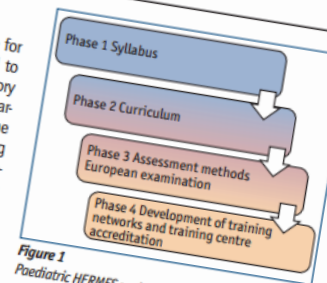 for
to
ory
ar-
ne
g
Phase 1 Syllabus
Phase 2 Curriculum
Phase 3 Assessment methods
European examination
Phase 4 Development of training
networks and training centre
accreditation
Figure 1
Paediatric HERMES